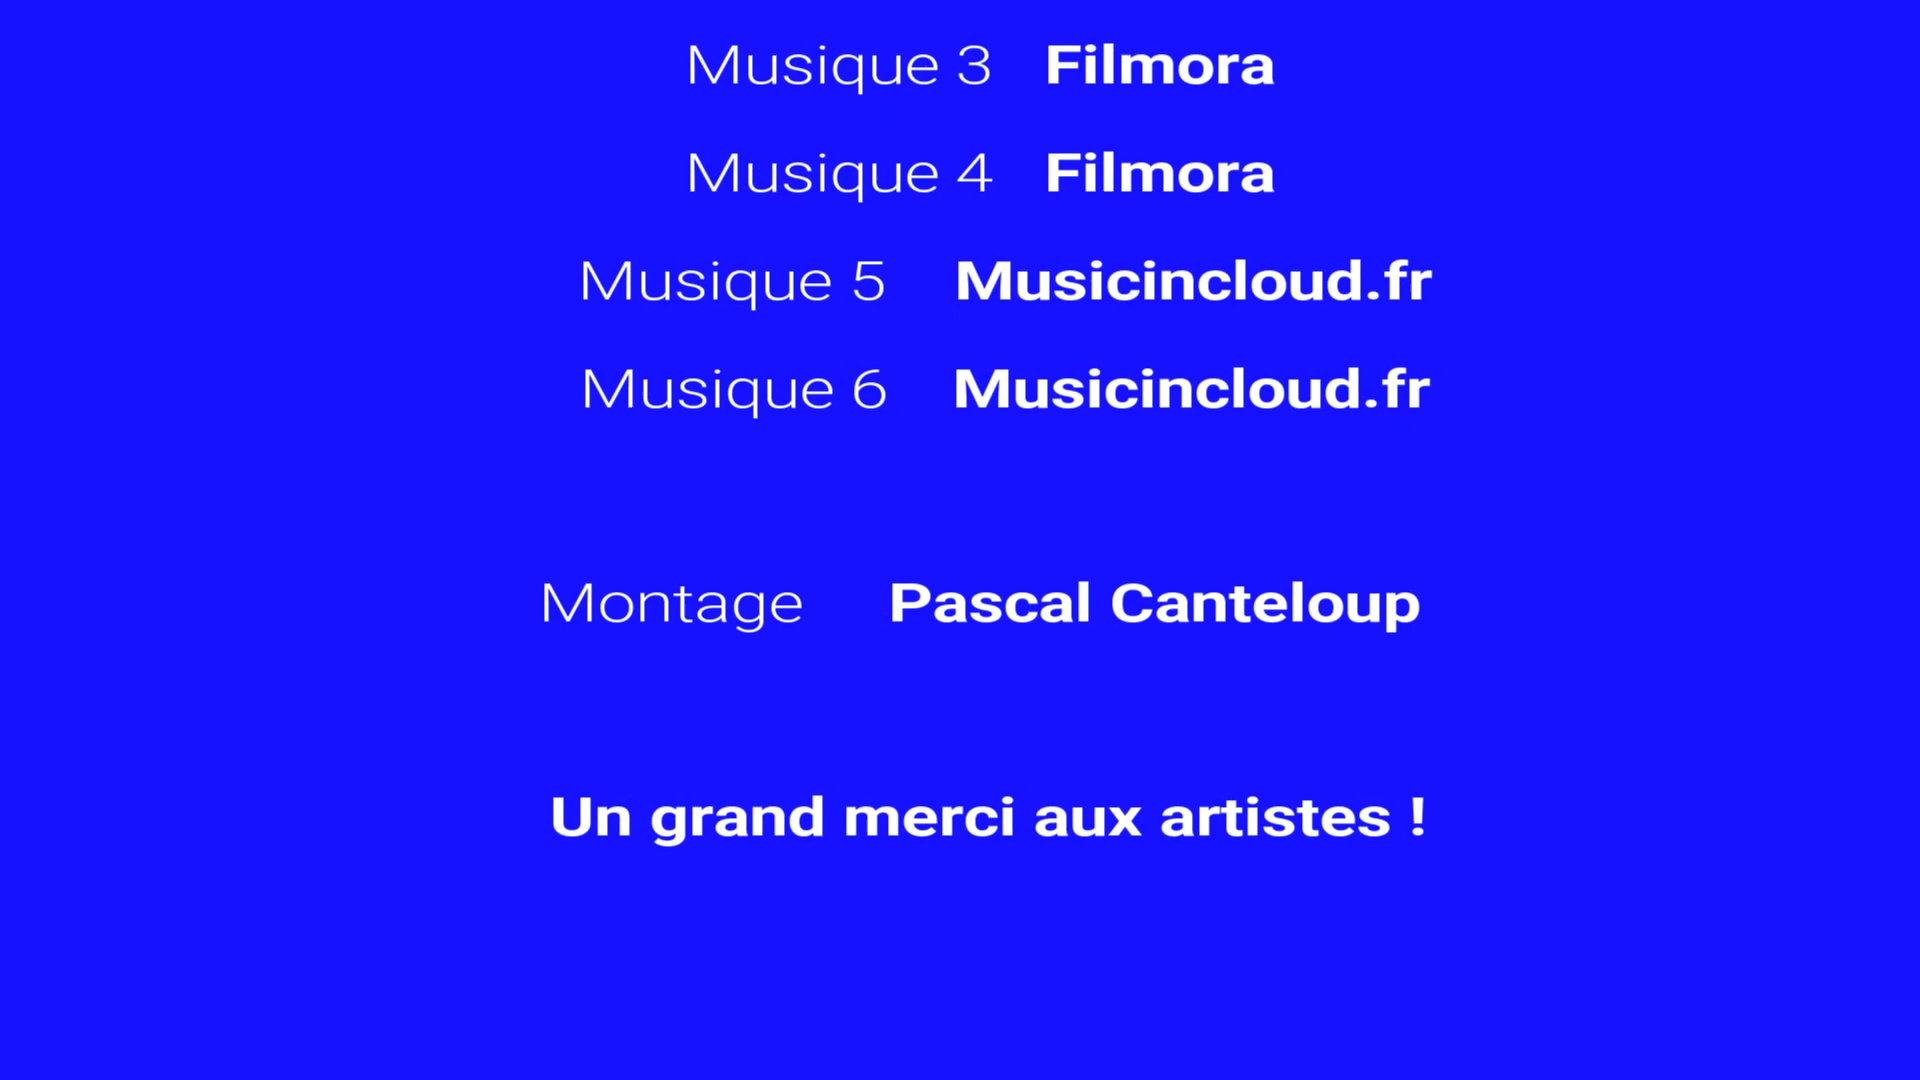 Musique 3 Filmora
Musique 4 Filmora
Musique 5 Musicincloud.fr
Musique 6 Musicincloud.fr
Montage Pascal Canteloup
Un grand merci aux artistes !